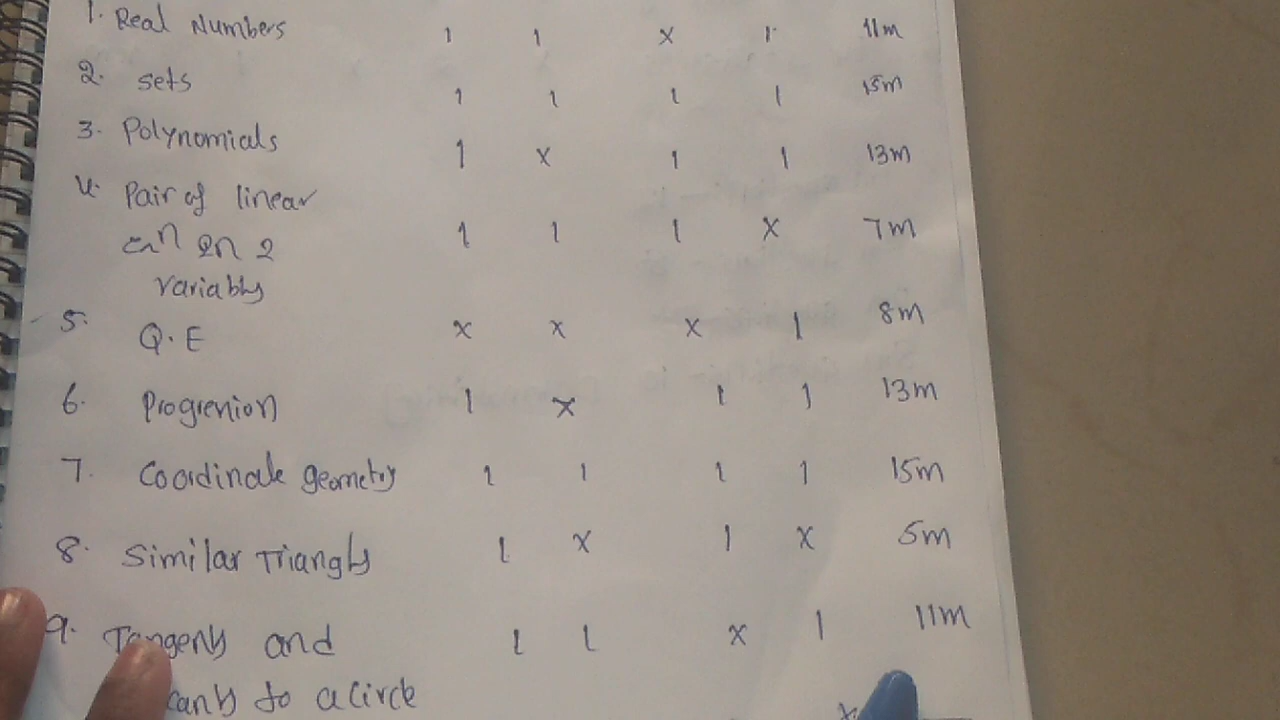 1. Real Numbers 1 1 x 1 11m
2. sets 1 1 1 1 15m
3. Polynomials 1 x 1 1 13m
4. Pair of linear
in 2 1 1 1 x 7m
variables
5. Q.E x x x 1 8m
6. Progression 1 x 1 1 13m
7. Coordinate geometry 1 1 1 1 15m
8. Similar Triangles 1 x 1 x 5m
9. Tangents and 1 1 x 1 11m
to a circle
x